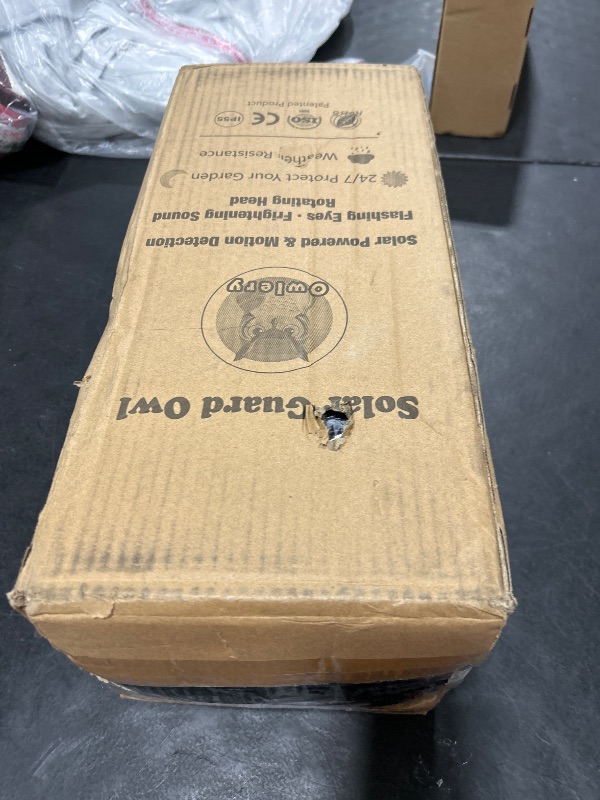 Solar Guard Owl
Owlery
Solar Powered & Motion Detection
Flashing Eyes · Frightening Sound
Rotating Head
24/7 Protect Your Garden
Weather Resistance
ISO CE IP55
Patented Product